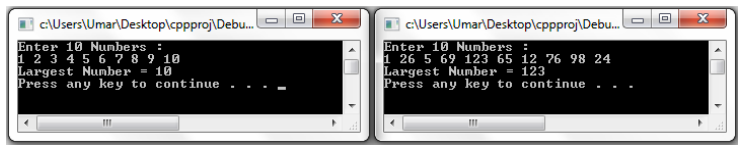 c:\Users\Umar\Desktop\cppproj\Debu...
Enter 10 Numbers :
1 2 3 4 5 6 7 8 9 10
Largest Number = 10
Press any key to continue . . . _
c:\Users\Umar\Desktop\cppproj\Debu...
Enter 10 Numbers :
1 26 5 69 123 65 12 76 98 24
Largest Number = 123
Press any key to continue . . .